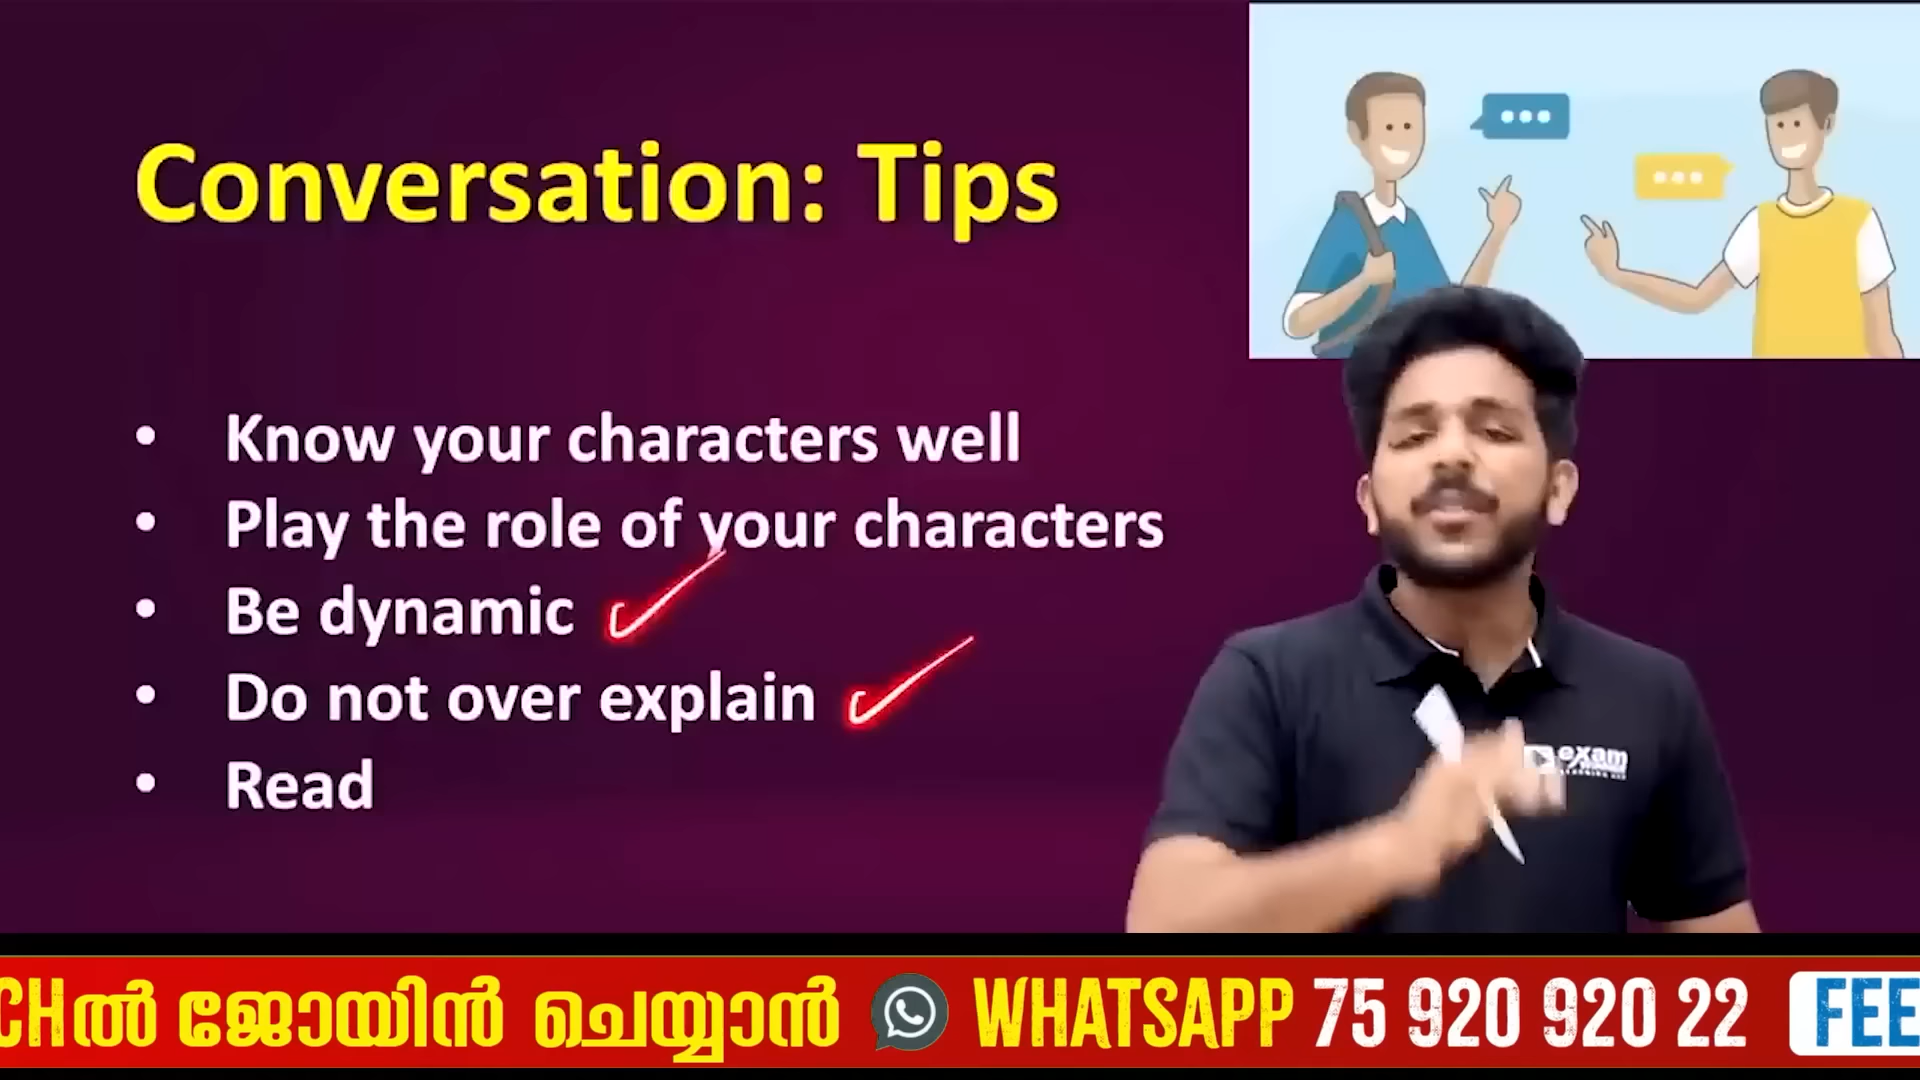 Conversation: Tips
• Know your characters well
• Play the role of your characters
• Be dynamic
• Do not over explain
• Read
exam
CHൽ ജോയിൻ ചെയ്യാൻ WHATSAPP 75 920 920 22 FEE